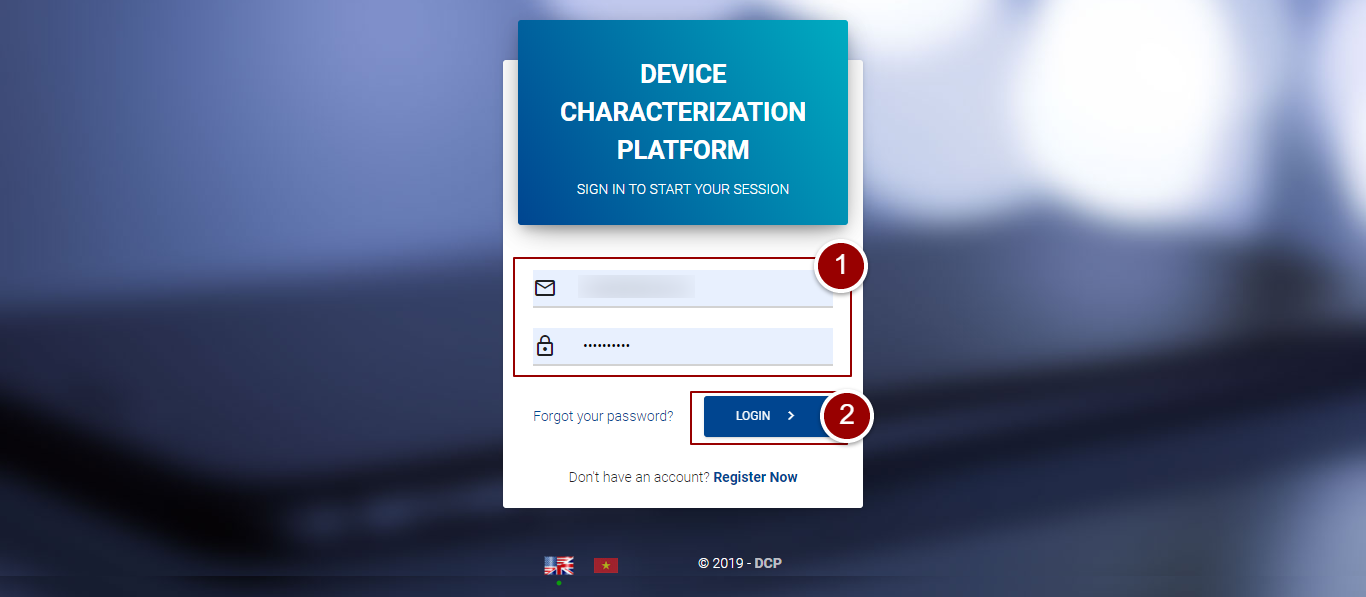 DEVICE
CHARACTERIZATION
PLATFORM
SIGN IN TO START YOUR SESSION
1
••••••••••
Forgot your password?
LOGIN
2
Don't have an account? Register Now
© 2019 - DCP